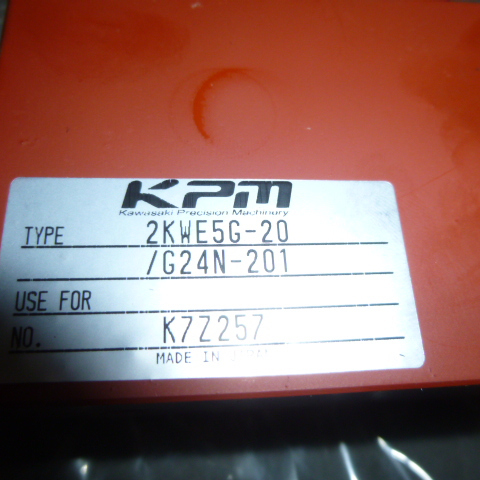 KPM
Kawasaki Precision Machinery
TYPE 2KWE5G-20
/G24N-201
USE FOR
NO. K7Z257
MADE IN JAPAN